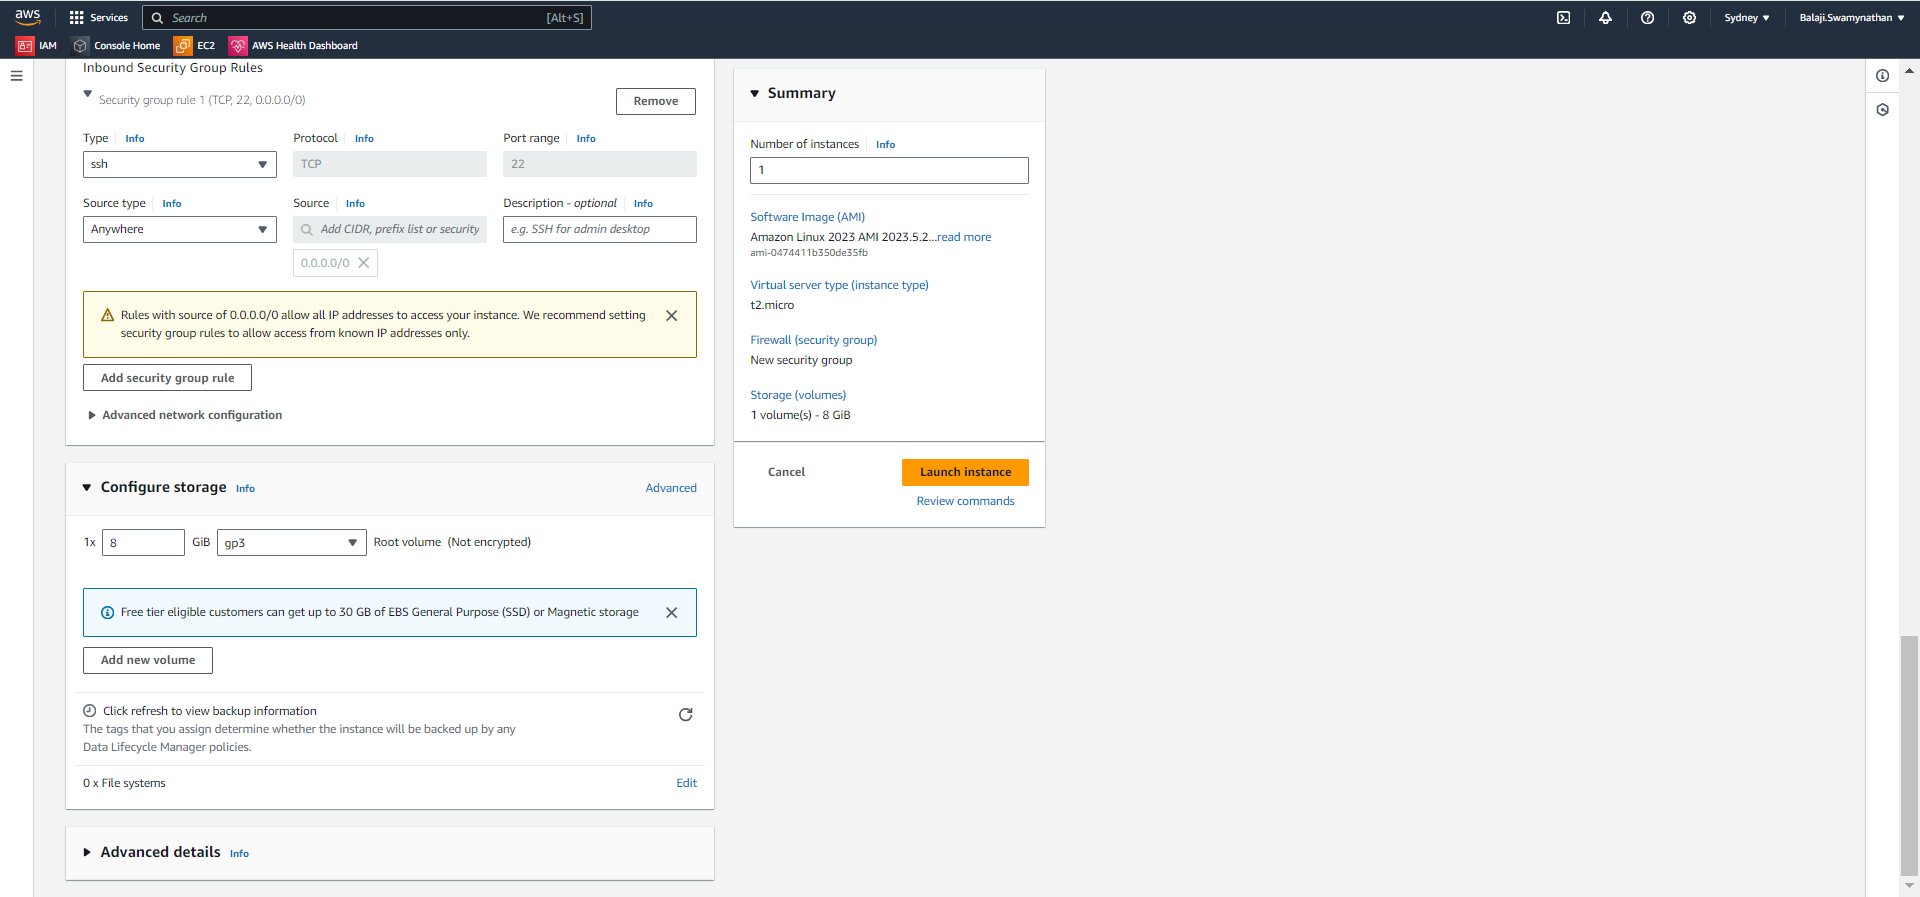 aws
Services
Search
[Alt+S]
Sydney
Balaji.Swamynathan
IAM
Console Home
EC2
AWS Health Dashboard
Inbound Security Group Rules
Security group rule 1 (TCP, 22, 0.0.0.0/0)
Remove
Type Info
Protocol Info
Port range Info
ssh
TCP
22
Source type Info
Source Info
Description - optional Info
Anywhere
Add CIDR, prefix list or security
e.g. SSH for admin desktop
0.0.0.0/0
Rules with source of 0.0.0.0/0 allow all IP addresses to access your instance. We recommend setting
security group rules to allow access from known IP addresses only.
Add security group rule
Advanced network configuration
Configure storage Info
Advanced
1x
8
GiB
gp3
Root volume (Not encrypted)
Free tier eligible customers can get up to 30 GB of EBS General Purpose (SSD) or Magnetic storage
Add new volume
Click refresh to view backup information
The tags that you assign determine whether the instance will be backed up by any
Data Lifecycle Manager policies.
0 x File systems
Edit
Advanced details Info
Summary
Number of instances Info
1
Software Image (AMI)
Amazon Linux 2023 AMI 2023.5.2...read more
ami-0474411b350de35fb
Virtual server type (instance type)
t2.micro
Firewall (security group)
New security group
Storage (volumes)
1 volume(s) - 8 GiB
Cancel
Launch instance
Review commands